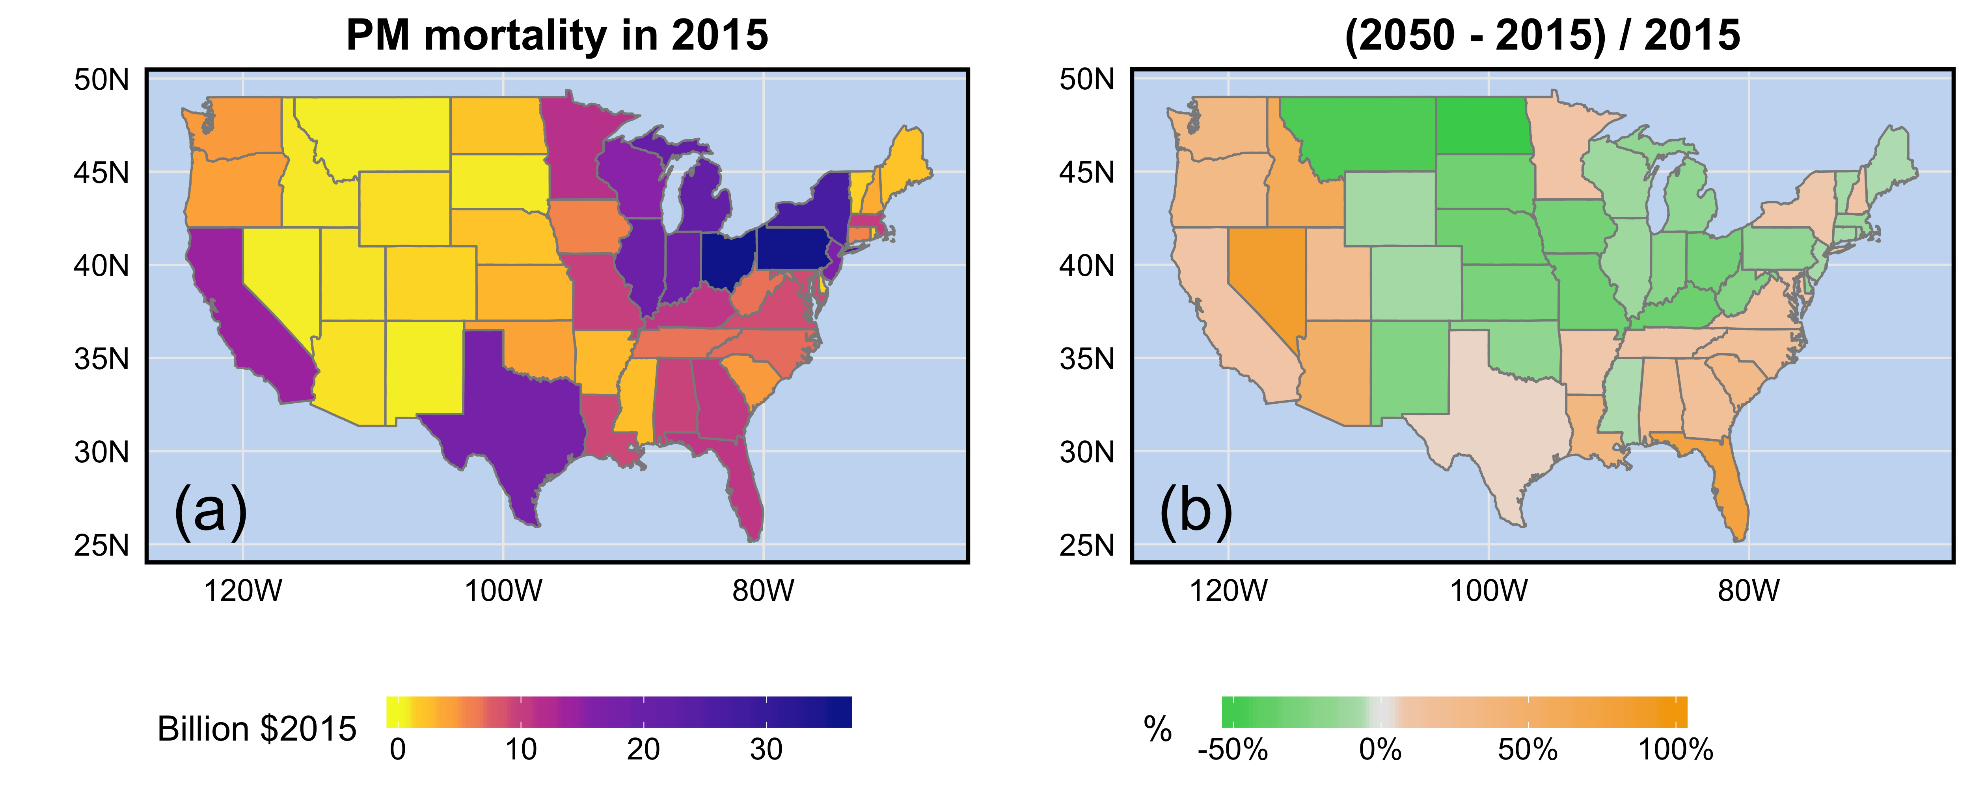 PM mortality in 2015
50N
45N
40N
35N
30N
25N
(a)
120W 100W 80W
Billion $2015
0 10 20 30
(2050 - 2015) / 2015
50N
45N
40N
35N
30N
25N
(b)
120W 100W 80W
%
-50% 0% 50% 100%